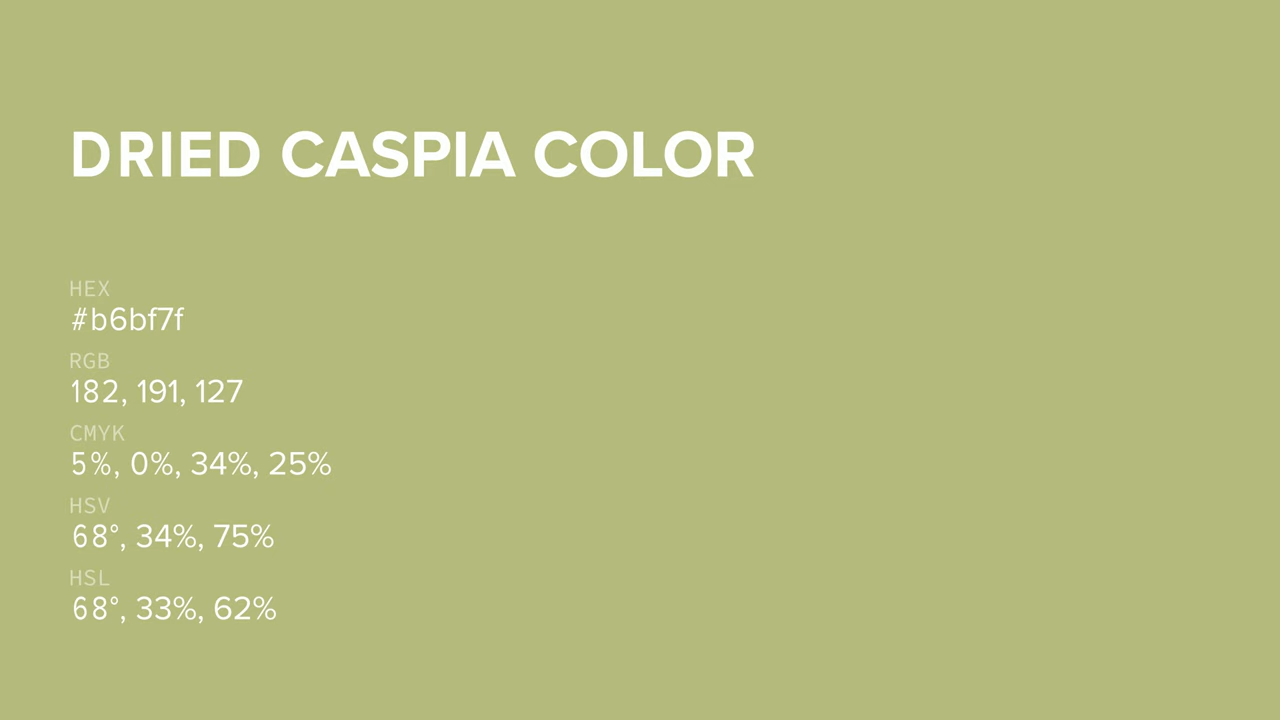 DRIED CASPIA COLOR
HEX
#b6bf7f
RGB
182, 191, 127
CMYK
5%, 0%, 34%, 25%
HSV
68°, 34%, 75%
HSL
68°, 33%, 62%